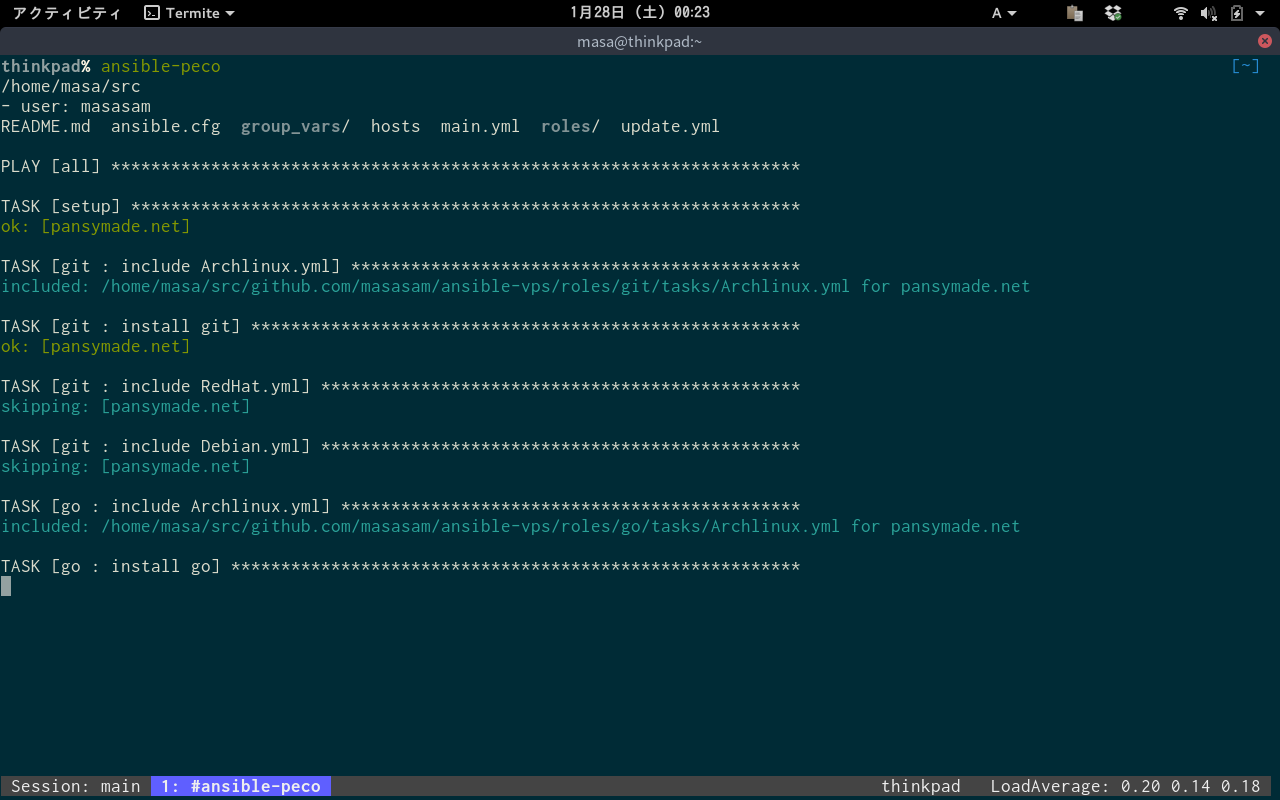 アクティビティ Termite 1月28日 (土) 00:23 A
masa@thinkpad:~
thinkpad% ansible-peco [~]
/home/masa/src
- user: masasam
README.md ansible.cfg group_vars/ hosts main.yml roles/ update.yml
PLAY [all] *********************************************************************
TASK [setup] *******************************************************************
ok: [pansymade.net]
TASK [git : include Archlinux.yml] *********************************************
included: /home/masa/src/github.com/masasam/ansible-vps/roles/git/tasks/Archlinux.yml for pansymade.net
TASK [git : install git] *******************************************************
ok: [pansymade.net]
TASK [git : include RedHat.yml] ************************************************
skipping: [pansymade.net]
TASK [git : include Debian.yml] ************************************************
skipping: [pansymade.net]
TASK [go : include Archlinux.yml] **********************************************
included: /home/masa/src/github.com/masasam/ansible-vps/roles/go/tasks/Archlinux.yml for pansymade.net
TASK [go : install go] *********************************************************
Session: main 1: #ansible-peco thinkpad LoadAverage: 0.20 0.14 0.18